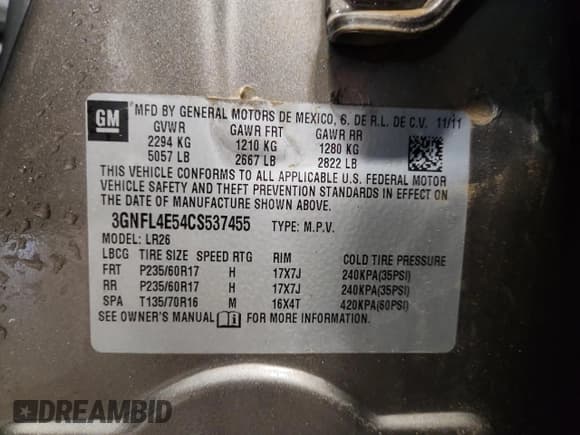 GM
MFD BY GENERAL MOTORS DE MEXICO, S. DE R.L. DE C.V. 11/11
GVWR GAWR FRT GAWR RR
2294 KG 1210 KG 1280 KG
5057 LB 2667 LB 2822 LB
THIS VEHICLE CONFORMS TO ALL APPLICABLE U.S. FEDERAL MOTOR
VEHICLE SAFETY AND THEFT PREVENTION STANDARDS IN EFFECT ON
THE DATE OF MANUFACTURE SHOWN ABOVE.
3GNFL4E54CS537455 TYPE: M.P.V.
MODEL: LR26
LBCG TIRE SIZE SPEED RTG RIM COLD TIRE PRESSURE
FRT P235/60R17 H 17X7J 240KPA(35PSI)
RR P235/60R17 H 17X7J 240KPA(35PSI)
SPA T135/70R16 M 16X4T 420KPA(60PSI)
SEE OWNER'S MANUAL i FOR MORE INFORMATION.
DREAMBID